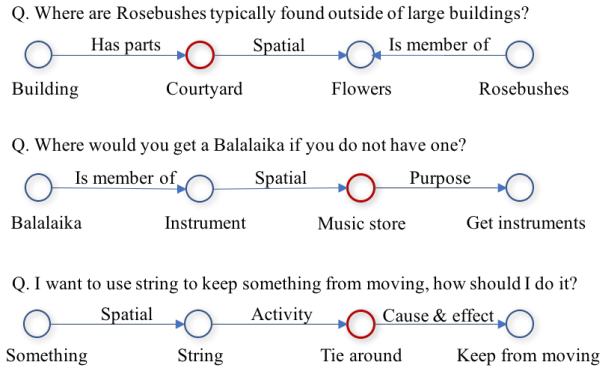 Q. Where are Rosebushes typically found outside of large buildings?
Has parts Spatial Is member of
Building Courtyard Flowers Rosebushes
Q. Where would you get a Balalaika if you do not have one?
Is member of Spatial Purpose
Balalaika Instrument Music store Get instruments
Q. I want to use string to keep something from moving, how should I do it?
Spatial Activity Cause & effect
Something String Tie around Keep from moving